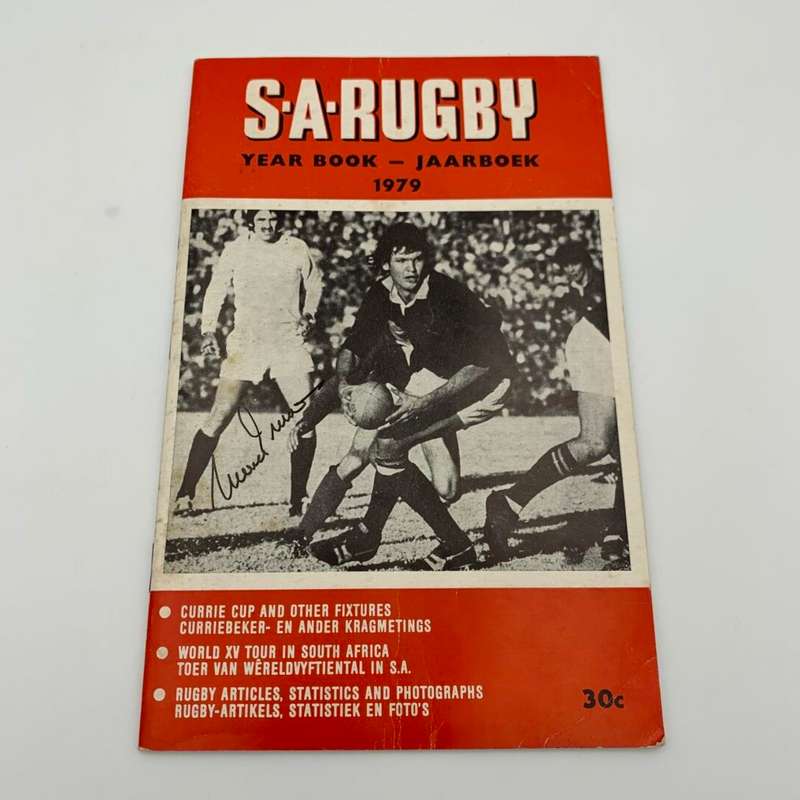 S·A·RUGBY
YEAR BOOK – JAARBOEK
1979
● CURRIE CUP AND OTHER FIXTURES
CURRIEBEKER- EN ANDER KRAGMETINGS
● WORLD XV TOUR IN SOUTH AFRICA
TOER VAN WÊRELDVYFTIENTAL IN S.A.
● RUGBY ARTICLES, STATISTICS AND PHOTOGRAPHS
RUGBY-ARTIKELS, STATISTIEK EN FOTO'S
30c